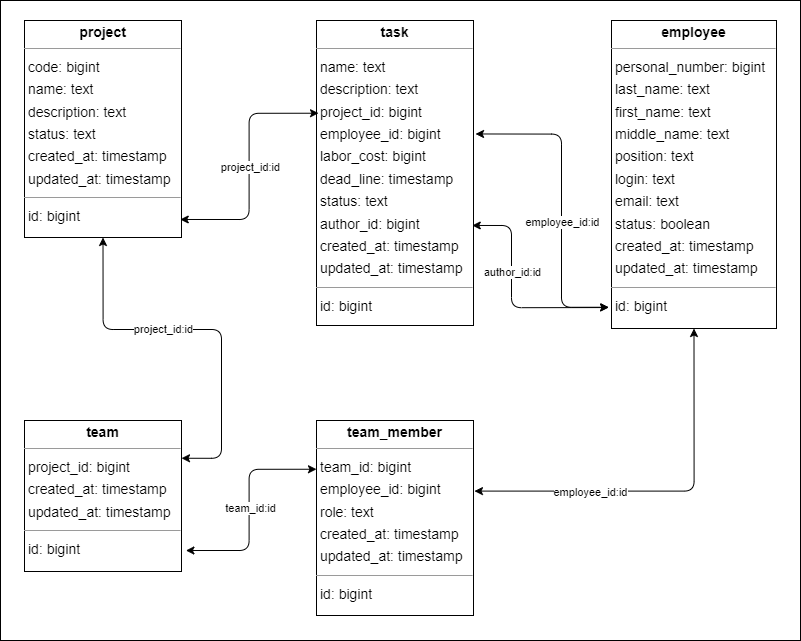 project
code: bigint
name: text
description: text
status: text
created_at: timestamp
updated_at: timestamp
id: bigint
task
name: text
description: text
project_id: bigint
employee_id: bigint
labor_cost: bigint
dead_line: timestamp
status: text
author_id: bigint
created_at: timestamp
updated_at: timestamp
id: bigint
employee
personal_number: bigint
last_name: text
first_name: text
middle_name: text
position: text
login: text
email: text
status: boolean
created_at: timestamp
updated_at: timestamp
id: bigint
project_id:id
employee_id:id
author_id:id
project_id:id
team
project_id: bigint
created_at: timestamp
updated_at: timestamp
id: bigint
team_id:id
team_member
team_id: bigint
employee_id: bigint
role: text
created_at: timestamp
updated_at: timestamp
id: bigint
employee_id:id